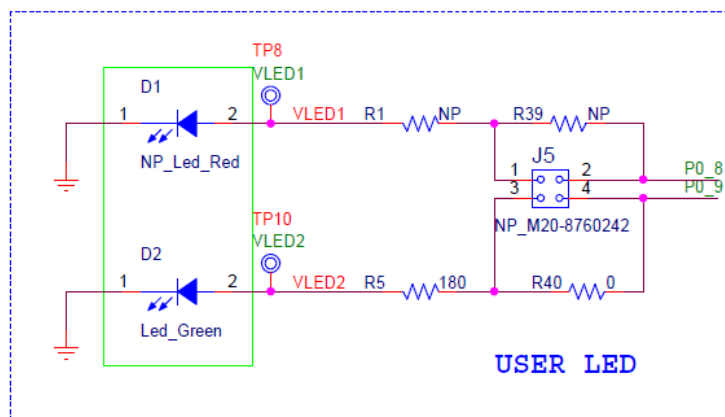 TP8
VLED1
D1
1
2
VLED1
R1
NP
R39
NP
NP_Led_Red
J5
1
2
P0_8
3
4
P0_9
NP_M20-8760242
TP10
VLED2
D2
1
2
VLED2
R5
180
R40
0
Led_Green
USER LED